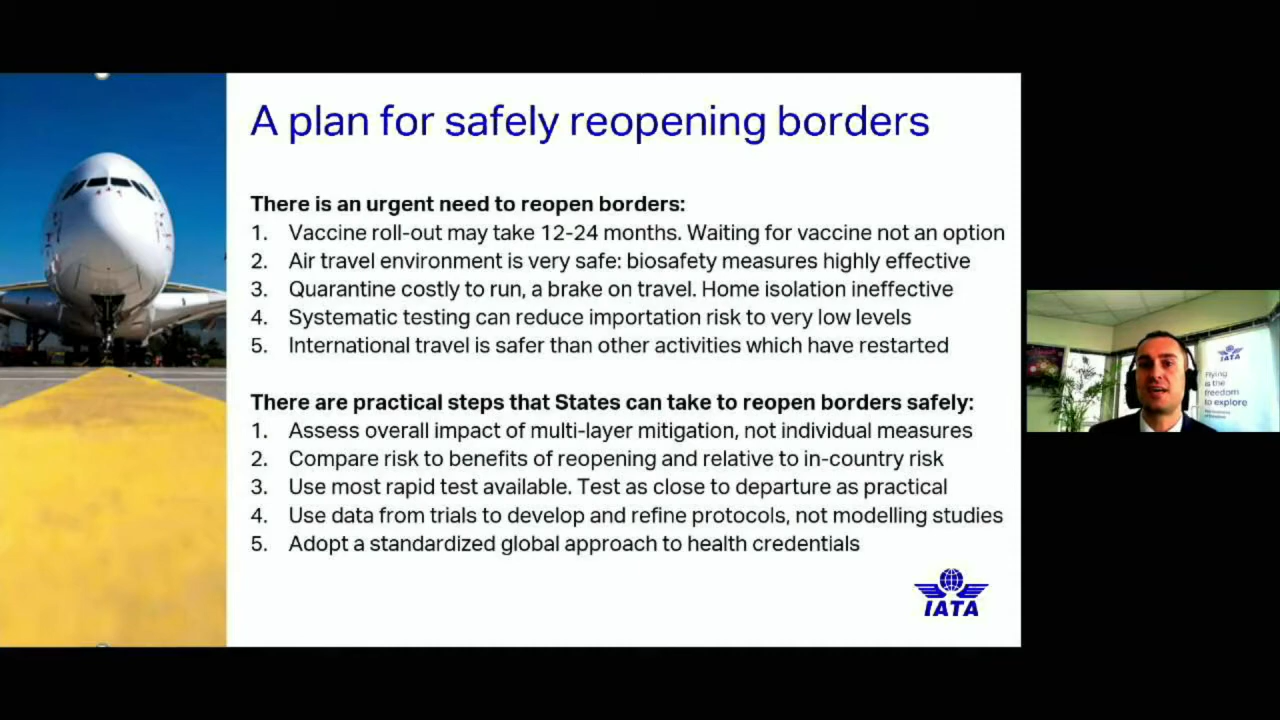 A plan for safely reopening borders
There is an urgent need to reopen borders:
1. Vaccine roll-out may take 12-24 months. Waiting for vaccine not an option
2. Air travel environment is very safe: biosafety measures highly effective
3. Quarantine costly to run, a brake on travel. Home isolation ineffective
4. Systematic testing can reduce importation risk to very low levels
5. International travel is safer than other activities which have restarted
There are practical steps that States can take to reopen borders safely:
1. Assess overall impact of multi-layer mitigation, not individual measures
2. Compare risk to benefits of reopening and relative to in-country risk
3. Use most rapid test available. Test as close to departure as practical
4. Use data from trials to develop and refine protocols, not modelling studies
5. Adopt a standardized global approach to health credentials
IATA
IATA
Flying
is the
freedom
to explore